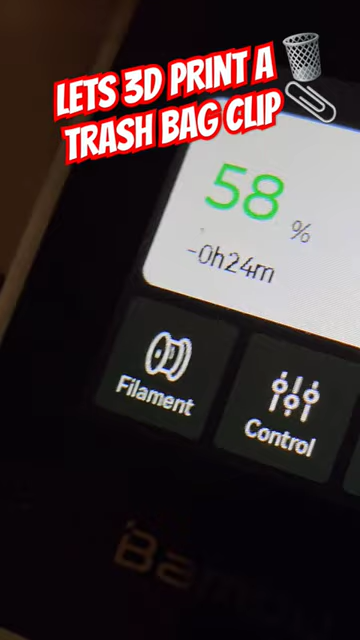 LETS 3D PRINT A
TRASH BAG CLIP
58 %
-0h24m
Filament
Control